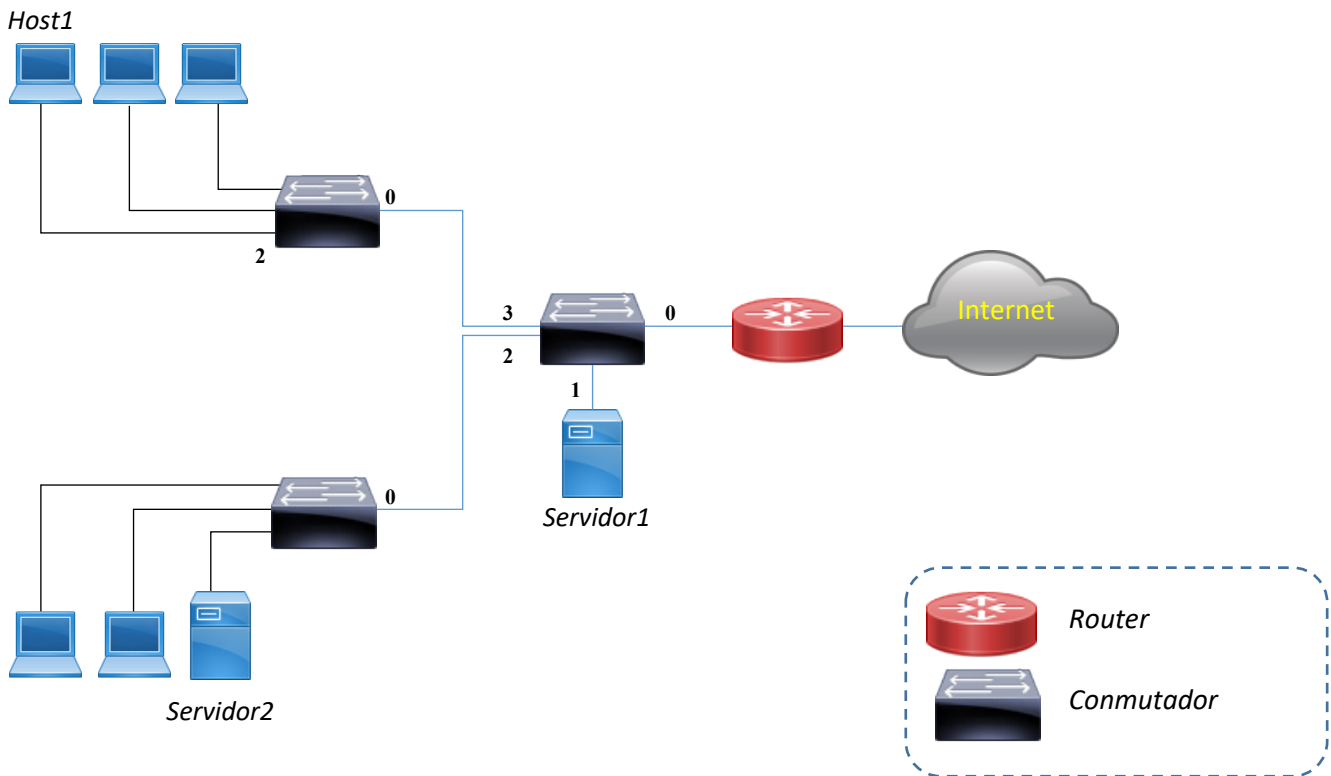 Host1
0
2
3
0
Internet
2
1
0
Servidor1
Servidor2
Router
Conmutador